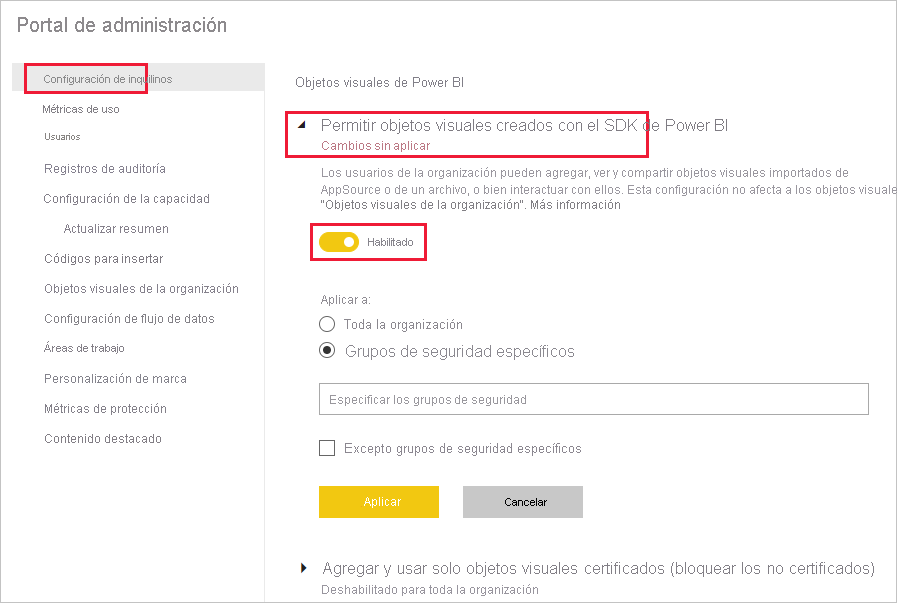 Portal de administración
Configuración de inquilinos
Métricas de uso
Usuarios
Registros de auditoría
Configuración de la capacidad
Actualizar resumen
Códigos para insertar
Objetos visuales de la organización
Configuración de flujo de datos
Áreas de trabajo
Personalización de marca
Métricas de protección
Contenido destacado
Objetos visuales de Power BI
Permitir objetos visuales creados con el SDK de Power BI
Cambios sin aplicar
Los usuarios de la organización pueden agregar, ver y compartir objetos visuales importados de
AppSource o de un archivo, o bien interactuar con ellos. Esta configuración no afecta a los objetos visuale
"Objetos visuales de la organización". Más información
Habilitado
Aplicar a:
Toda la organización
Grupos de seguridad específicos
Especificar los grupos de seguridad
Excepto grupos de seguridad específicos
Aplicar
Cancelar
Agregar y usar solo objetos visuales certificados (bloquear los no certificados)
Deshabilitado para toda la organización